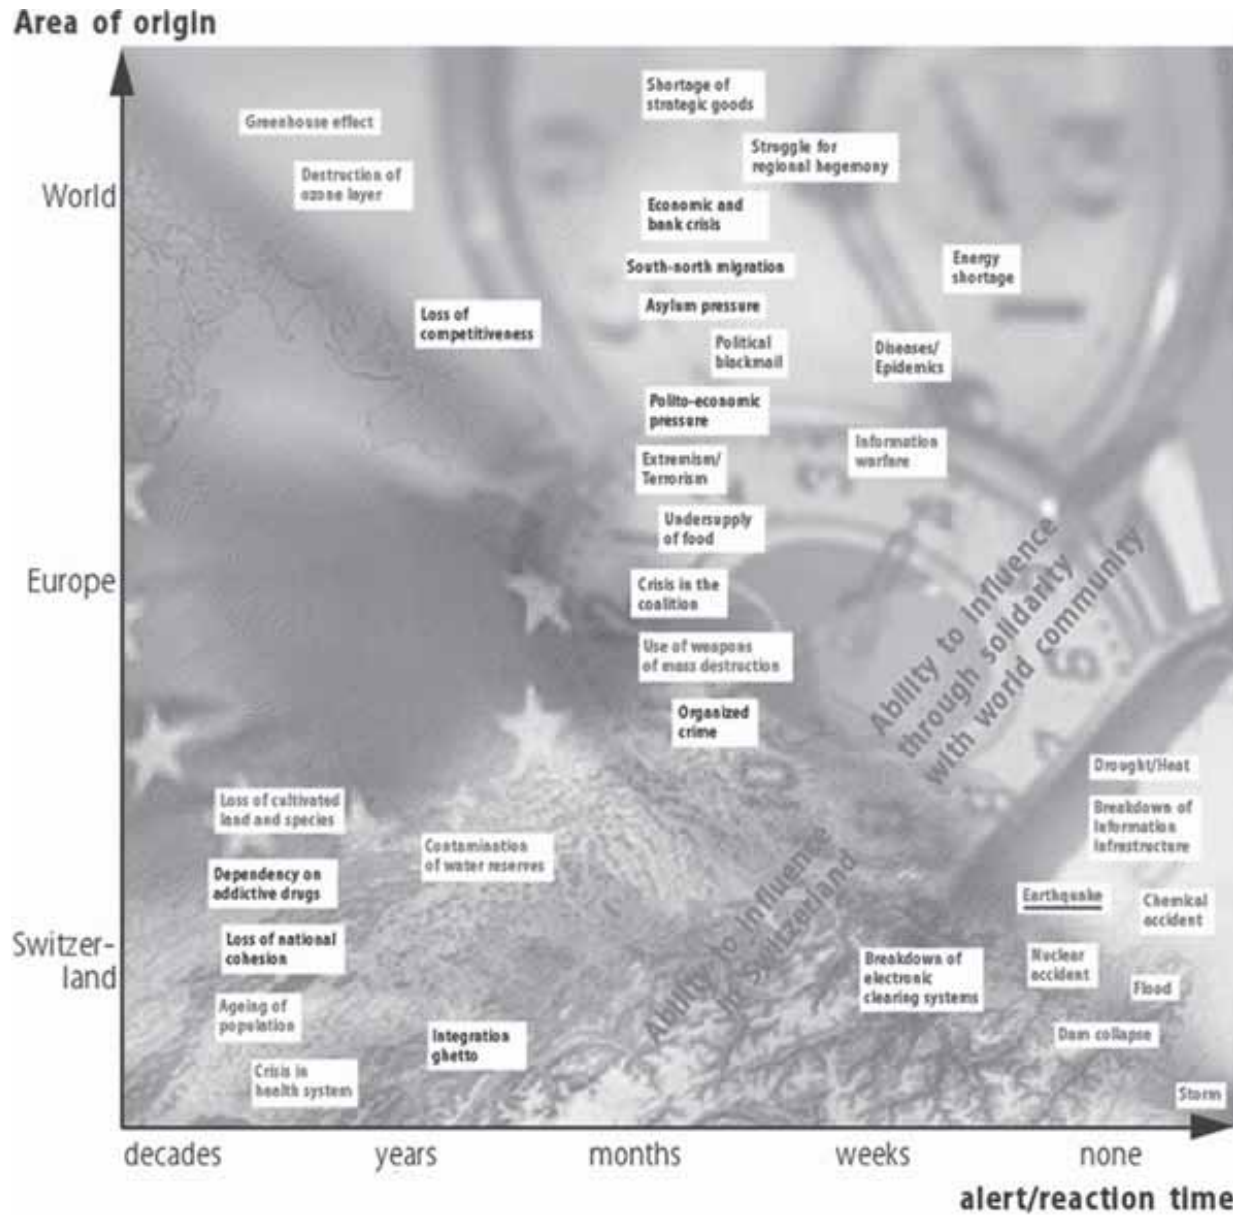 Area of origin
Shortage of
strategic goods
Greenhouse effect
Struggle for
regional hegemony
Destruction of
ozone layer
World
Economic and
bank crisis
South-north migration
Energy
shortage
Asylum pressure
Loss of
competitiveness
Political
blackmail
Diseases/
Epidemics
Polito-economic
pressure
Information
warfare
Extremism/
Terrorism
Undersupply
of food
Europe
Crisis in the
coalition
Ability to influence
through solidarity
with world community
Use of weapons
of mass destruction
Organized
crime
Drought/Heat
Loss of cultivated
land and species
Breakdown of
information
infrastructure
Contamination
of water reserves
Dependency on
addictive drugs
Ability to influence
in Switzerland
Earthquake
Chemical
accident
Switzer-
land
Loss of national
cohesion
Breakdown of
electronic
clearing systems
Nuclear
accident
Flood
Ageing of
population
Integration
ghetto
Dam collapse
Crisis in
health system
Storm
decades
years
months
weeks
none
alert/reaction time